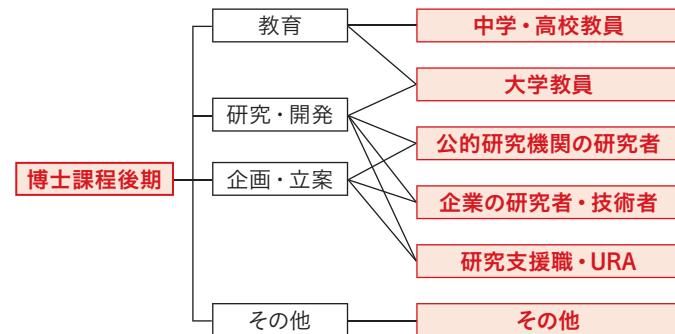 博士課程後期
教育
研究・開発
企画・立案
その他
中学・高校教員
大学教員
公的研究機関の研究者
企業の研究者・技術者
研究支援職・URA
その他